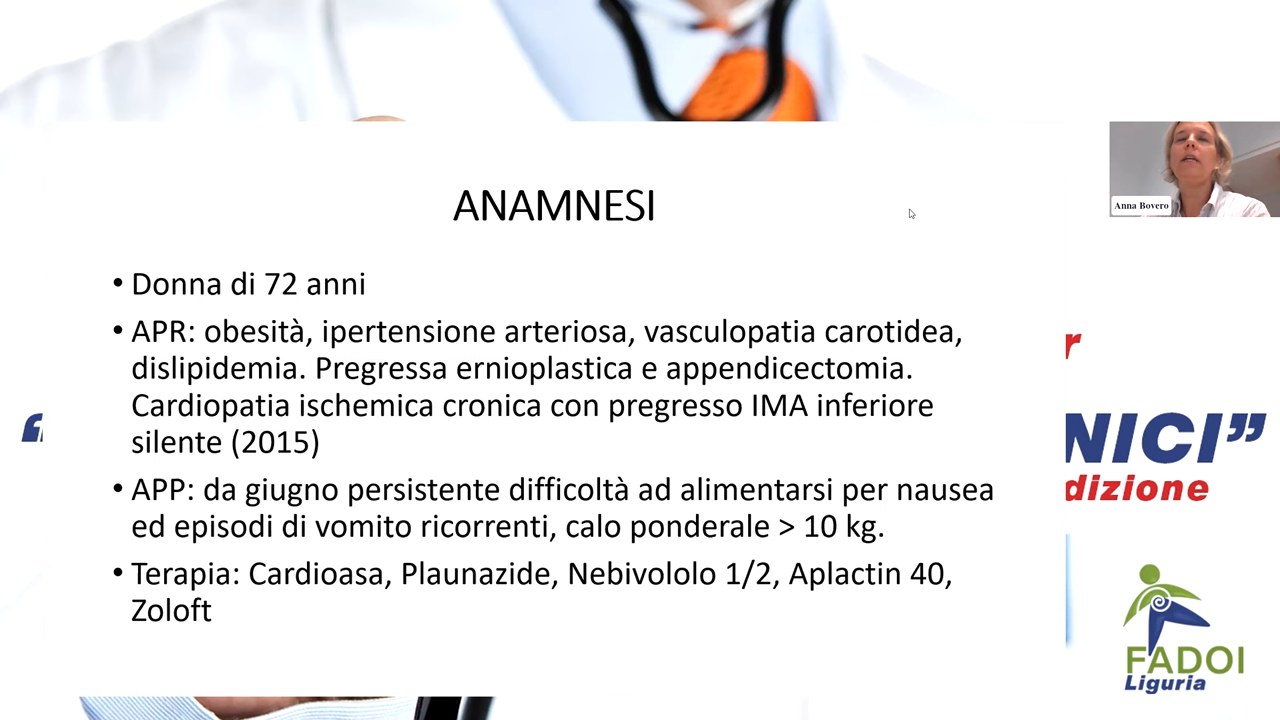 ANAMNESI
Anna Bovero
• Donna di 72 anni
• APR: obesità, ipertensione arteriosa, vasculopatia carotidea,
dislipidemia. Pregressa ernioplastica e appendicectomia.
Cardiopatia ischemica cronica con pregresso IMA inferiore
silente (2015)
• APP: da giugno persistente difficoltà ad alimentarsi per nausea
ed episodi di vomito ricorrenti, calo ponderale > 10 kg.
• Terapia: Cardioasa, Plaunazide, Nebivololo 1/2, Aplactin 40,
Zoloft
r
“
NICI”
dizione
FADOI
Liguria